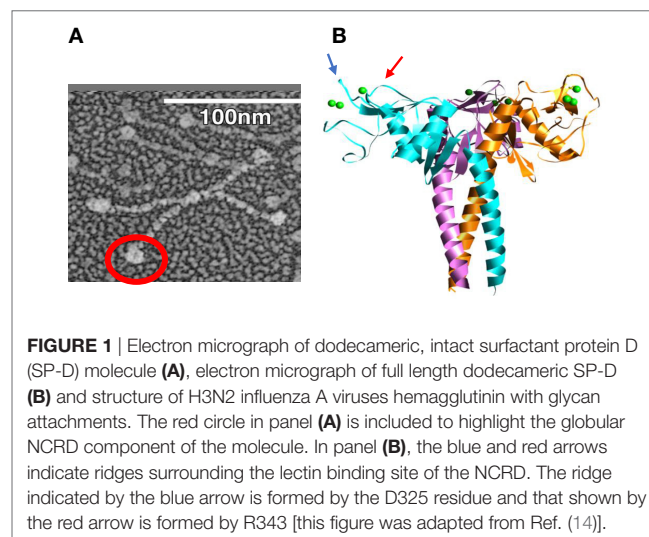 A
B
100nm
FIGURE 1 | Electron micrograph of dodecameric, intact surfactant protein D
(SP-D) molecule (A), electron micrograph of full length dodecameric SP-D
(B) and structure of H3N2 influenza A viruses hemagglutinin with glycan
attachments. The red circle in panel (A) is included to highlight the globular
NCRD component of the molecule. In panel (B), the blue and red arrows
indicate ridges surrounding the lectin binding site of the NCRD. The ridge
indicated by the blue arrow is formed by the D325 residue and that shown by
the red arrow is formed by R343 [this figure was adapted from Ref. (14)].